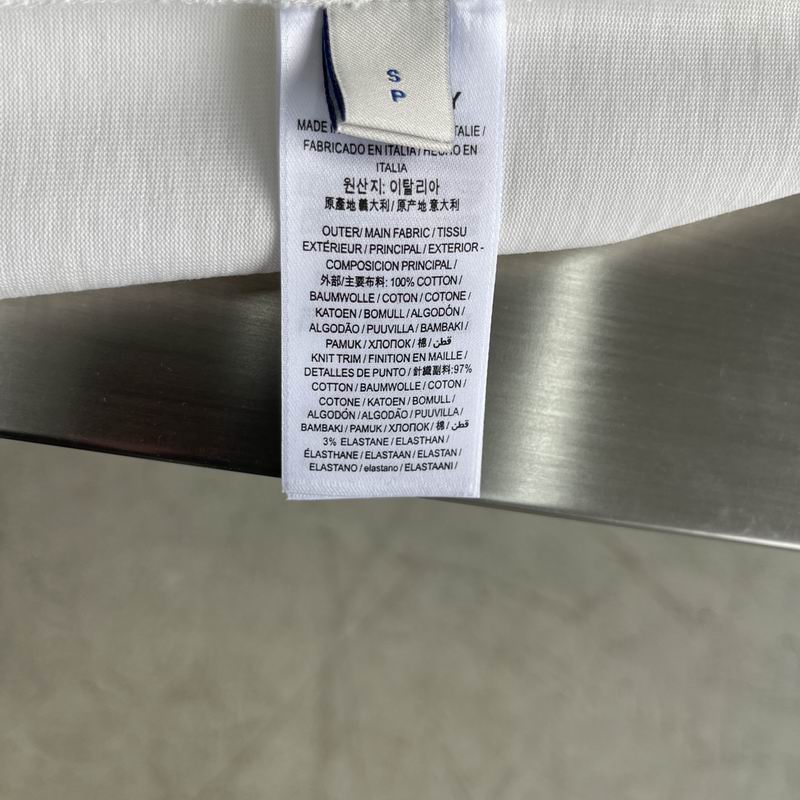 S
P
Y
MADE I TALIE /
FABRICADO EN ITALIA / HECHO EN
ITALIA
원산지: 이탈리아
原產地 義大利 / 原产地 意大利
OUTER/ MAIN FABRIC / TISSU
EXTÉRIEUR / PRINCIPAL / EXTERIOR -
COMPOSICION PRINCIPAL /
外部/主要布料: 100% COTTON /
BAUMWOLLE / COTON / COTONE /
KATOEN / BOMULL / ALGODÓN /
ALGODÃO / PUUVILLA / BAMBAKI /
PAMUK / ХЛОПОК / 棉 / قطن /
KNIT TRIM / FINITION EN MAILLE /
DETALLES DE PUNTO / 針織副料:97%
COTTON / BAUMWOLLE / COTON /
COTONE / KATOEN / BOMULL /
ALGODÓN / ALGODÃO / PUUVILLA /
BAMBAKI / PAMUK / ХЛОПОК / 棉 / قطن /
3% ELASTANE / ELASTHAN /
ÉLASTHANE / ELASTAAN / ELASTAN /
ELASTANO / elastano / ELASTAANI /